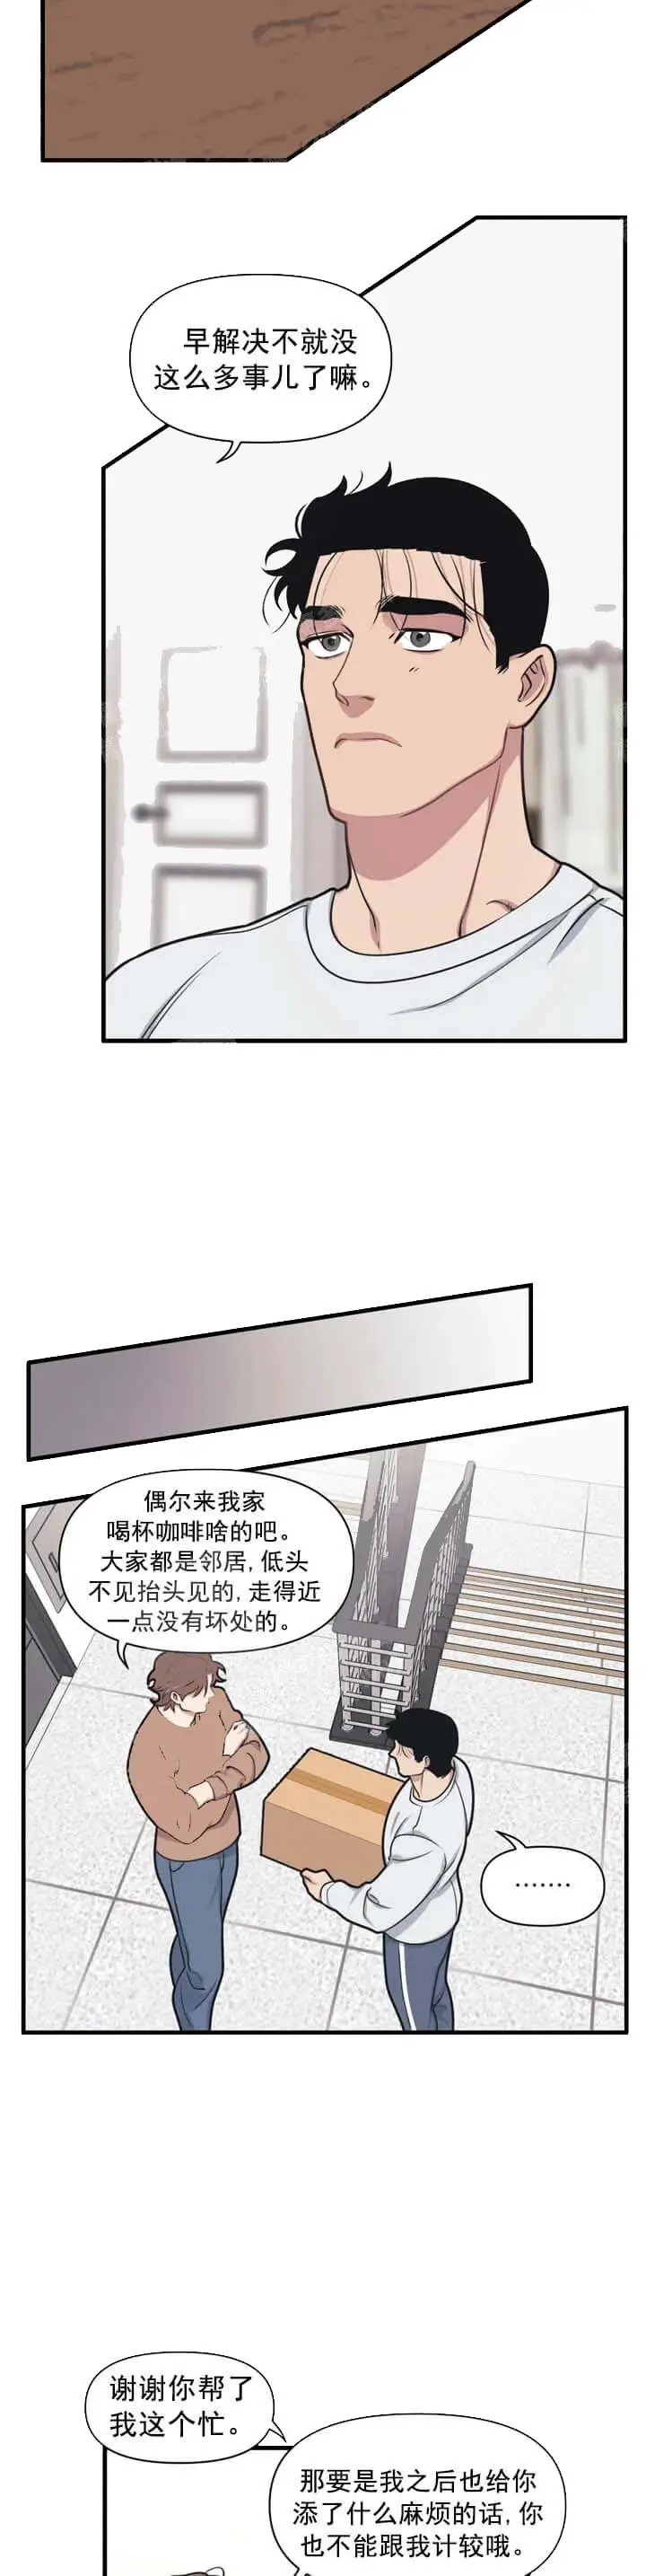 早解决不就没
这么多事儿了嘛。
偶尔来我家
喝杯咖啡啥的吧。
大家都是邻居,低头
不见抬头见的,走得近
一点没有坏处的。
·······
谢谢你帮了
我这个忙。
那要是我之后也给你
添了什么麻烦的话,你
也不能跟我计较哦。